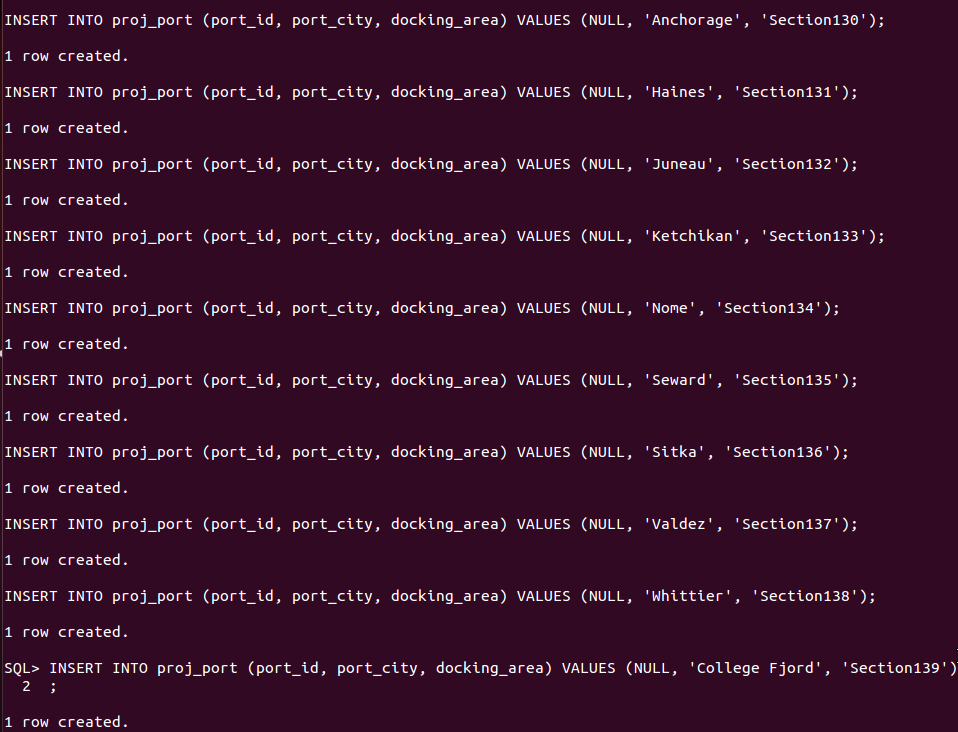 INSERT INTO proj_port (port_id, port_city, docking_area) VALUES (NULL, 'Anchorage', 'Section130');
1 row created.
INSERT INTO proj_port (port_id, port_city, docking_area) VALUES (NULL, 'Haines', 'Section131');
1 row created.
INSERT INTO proj_port (port_id, port_city, docking_area) VALUES (NULL, 'Juneau', 'Section132');
1 row created.
INSERT INTO proj_port (port_id, port_city, docking_area) VALUES (NULL, 'Ketchikan', 'Section133');
1 row created.
INSERT INTO proj_port (port_id, port_city, docking_area) VALUES (NULL, 'Nome', 'Section134');
1 row created.
INSERT INTO proj_port (port_id, port_city, docking_area) VALUES (NULL, 'Seward', 'Section135');
1 row created.
INSERT INTO proj_port (port_id, port_city, docking_area) VALUES (NULL, 'Sitka', 'Section136');
1 row created.
INSERT INTO proj_port (port_id, port_city, docking_area) VALUES (NULL, 'Valdez', 'Section137');
1 row created.
INSERT INTO proj_port (port_id, port_city, docking_area) VALUES (NULL, 'Whittier', 'Section138');
1 row created.
SQL> INSERT INTO proj_port (port_id, port_city, docking_area) VALUES (NULL, 'College Fjord', 'Section139')
  2  ;
1 row created.